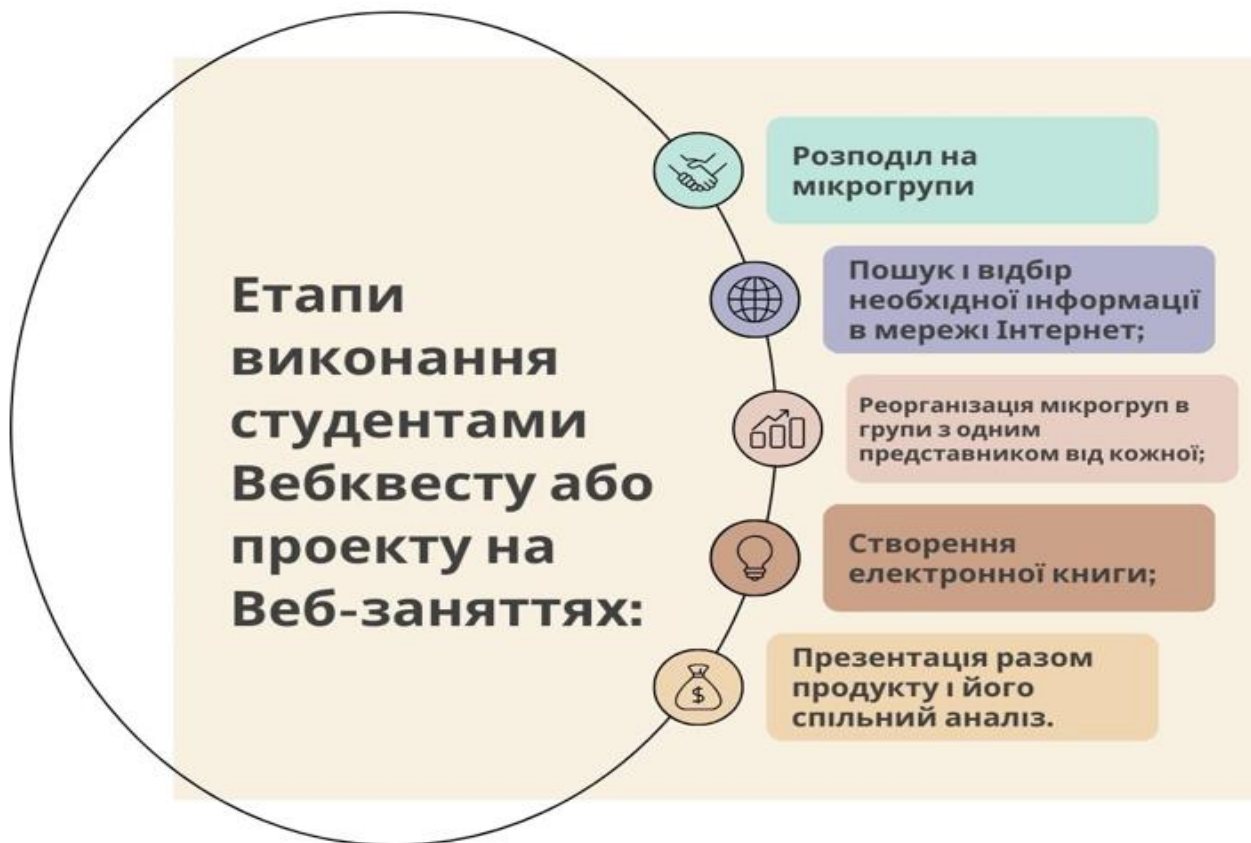 Етапи
виконання
студентами
Вебквесту або
проекту на
Веб-заняттях:
Розподіл на
мікрогрупи
Пошук і відбір
необхідної інформації
в мережі Інтернет;
Реорганізація мікрогруп в
групи з одним
представником від кожної;
Створення
електронної книги;
Презентація разом
продукту і його
спільний аналіз.
$